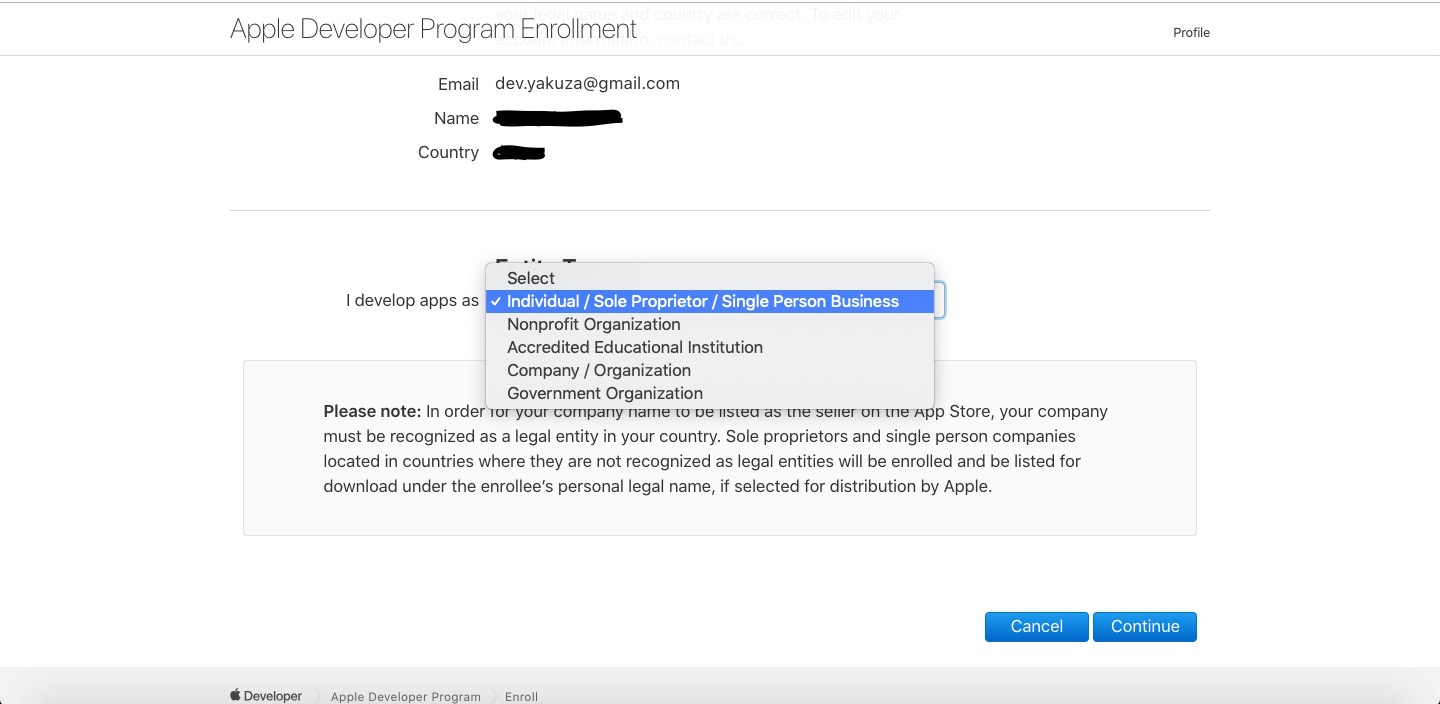 your legal name and country are correct. To edit your
Apple Developer Program Enrollment
account information, contact us.
Profile
Email dev.yakuza@gmail.com
Name
Country
Select
I develop apps as ✓ Individual / Sole Proprietor / Single Person Business
Nonprofit Organization
Accredited Educational Institution
Company / Organization
Government Organization
Please note: In order for your company name to be listed as the seller on the App Store, your company
must be recognized as a legal entity in your country. Sole proprietors and single person companies
located in countries where they are not recognized as legal entities will be enrolled and be listed for
download under the enrollee’s personal legal name, if selected for distribution by Apple.
Cancel Continue
Developer Apple Developer Program Enroll